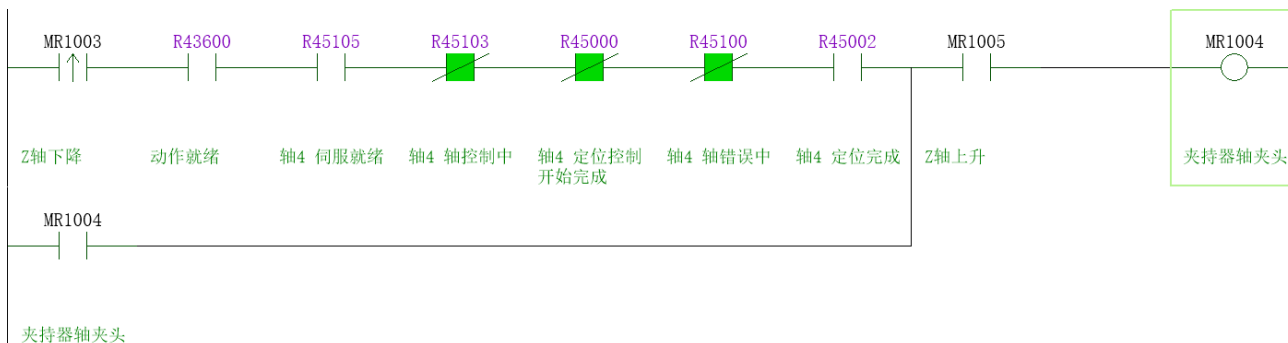 MR1003 R43600 R45105 R45103 R45000 R45100 R45002 MR1005 MR1004
Z轴下降 动作就绪 轴4 伺服就绪 轴4 轴控制中 轴4 定位控制 轴4 轴错误中 轴4 定位完成 Z轴上升 夹持器轴夹头
开始完成
MR1004
夹持器轴夹头